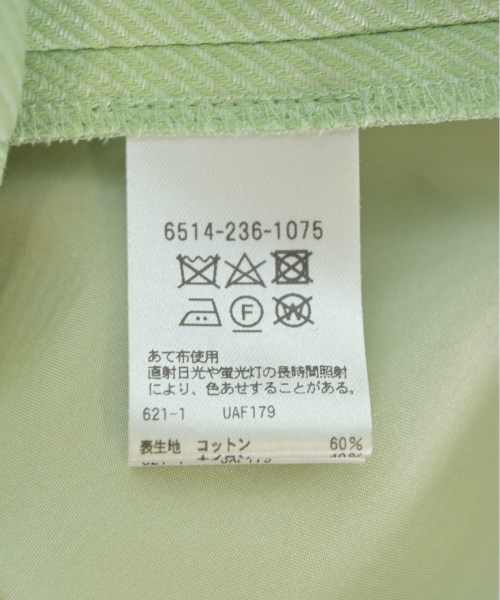 6514-236-1075
F
W
あて布使用
直射日光や蛍光灯の長時間照射
により、色あせすることがある。
621-1 UAF179
表生地 コットン 60%